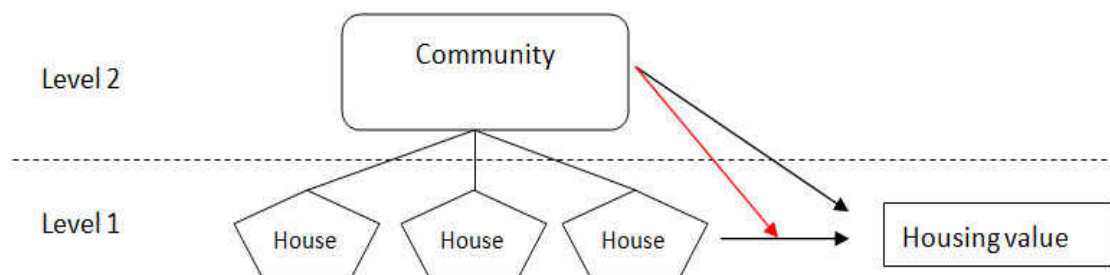 Community
Level 2
Level 1
House
House
House
Housing value